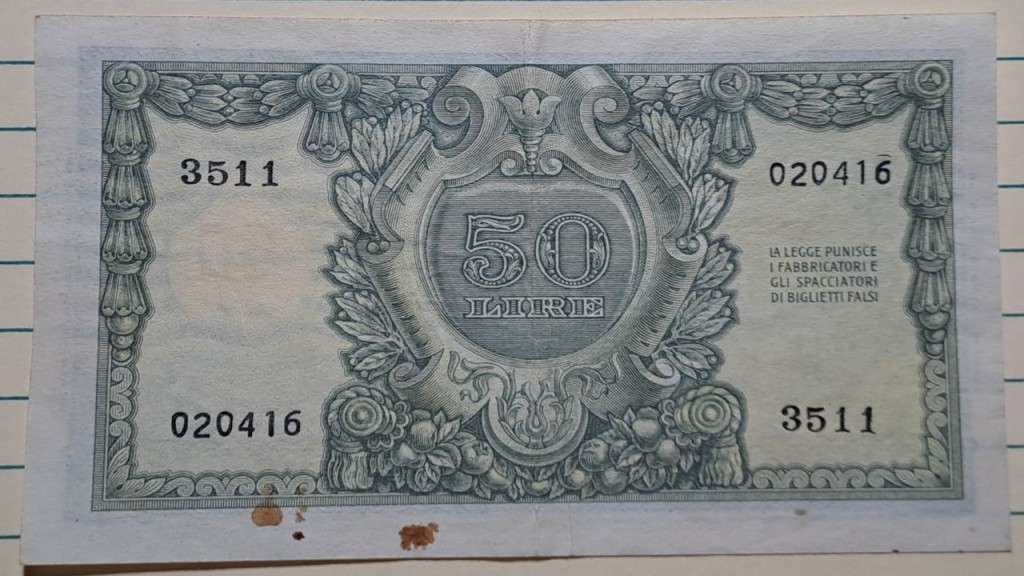 3511
020416
50
LIRE
LA LEGGE PUNISCE
I FABBRICATORI E
GLI SPACCIATORI
DI BIGLIETTI FALSI
020416
3511